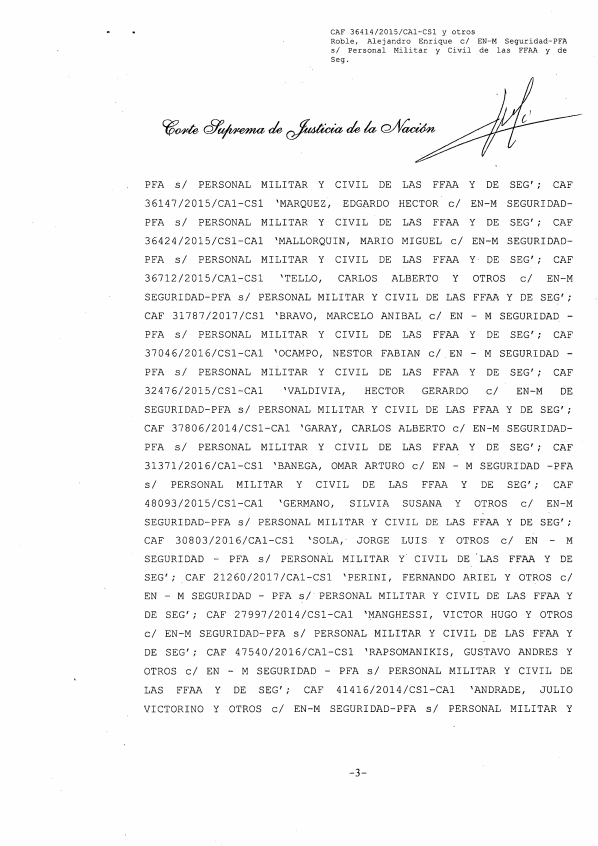 CAF 36414/2015/CA1-CS1 y otros
Roble, Alejandro Enrique c/ EN-M Seguridad-PFA
s/ Personal Militar y Civil de las FFAA y de
Seg.
Corte Suprema de Justicia de la Nación
PFA s/ PERSONAL MILITAR Y CIVIL DE LAS FFAA Y DE SEG'; CAF
36147/2015/CA1-CS1 'MARQUEZ, EDGARDO HECTOR c/ EN-M SEGURIDAD-
PFA s/ PERSONAL MILITAR Y CIVIL DE LAS FFAA Y DE SEG'; CAF
36424/2015/CS1-CA1 'MALLORQUIN, MARIO MIGUEL c/ EN-M SEGURIDAD-
PFA s/ PERSONAL MILITAR Y CIVIL DE LAS FFAA Y DE SEG'; CAF
36712/2015/CA1-CS1 'TELLO, CARLOS ALBERTO Y OTROS c/ EN-M
SEGURIDAD-PFA s/ PERSONAL MILITAR Y CIVIL DE LAS FFAA Y DE SEG';
CAF 31787/2017/CS1 'BRAVO, MARCELO ANIBAL c/ EN - M SEGURIDAD -
PFA s/ PERSONAL MILITAR Y CIVIL DE LAS FFAA Y DE SEG'; CAF
37046/2016/CS1-CA1 'OCAMPO, NESTOR FABIAN c/ EN - M SEGURIDAD -
PFA s/ PERSONAL MILITAR Y CIVIL DE LAS FFAA Y DE SEG'; CAF
32476/2015/CS1-CA1 'VALDIVIA, HECTOR GERARDO c/ EN-M DE
SEGURIDAD-PFA s/ PERSONAL MILITAR Y CIVIL DE LAS FFAA Y DE SEG';
CAF 37806/2014/CS1-CA1 'GARAY, CARLOS ALBERTO c/ EN-M SEGURIDAD-
PFA s/ PERSONAL MILITAR Y CIVIL DE LAS FFAA Y DE SEG'; CAF
31371/2016/CA1-CS1 'BANEGA, OMAR ARTURO c/ EN - M SEGURIDAD -PFA
s/ PERSONAL MILITAR Y CIVIL DE LAS FFAA Y DE SEG'; CAF
48093/2015/CS1-CA1 'GERMANO, SILVIA SUSANA Y OTROS c/ EN-M
SEGURIDAD-PFA s/ PERSONAL MILITAR Y CIVIL DE LAS FFAA Y DE SEG';
CAF 30803/2016/CA1-CS1 'SOLA, JORGE LUIS Y OTROS c/ EN - M
SEGURIDAD - PFA s/ PERSONAL MILITAR Y CIVIL DE LAS FFAA Y DE
SEG'; CAF 21260/2017/CA1-CS1 'PERINI, FERNANDO ARIEL Y OTROS c/
EN - M SEGURIDAD - PFA s/ PERSONAL MILITAR Y CIVIL DE LAS FFAA Y
DE SEG'; CAF 27997/2014/CS1-CA1 'MANGHESSI, VICTOR HUGO Y OTROS
c/ EN-M SEGURIDAD-PFA s/ PERSONAL MILITAR Y CIVIL DE LAS FFAA Y
DE SEG'; CAF 47540/2016/CA1-CS1 'RAPSOMANIKIS, GUSTAVO ANDRES Y
OTROS c/ EN - M SEGURIDAD - PFA s/ PERSONAL MILITAR Y CIVIL DE
LAS FFAA Y DE SEG'; CAF 41416/2014/CS1-CA1 'ANDRADE, JULIO
VICTORINO Y OTROS c/ EN-M SEGURIDAD-PFA s/ PERSONAL MILITAR Y
-3-